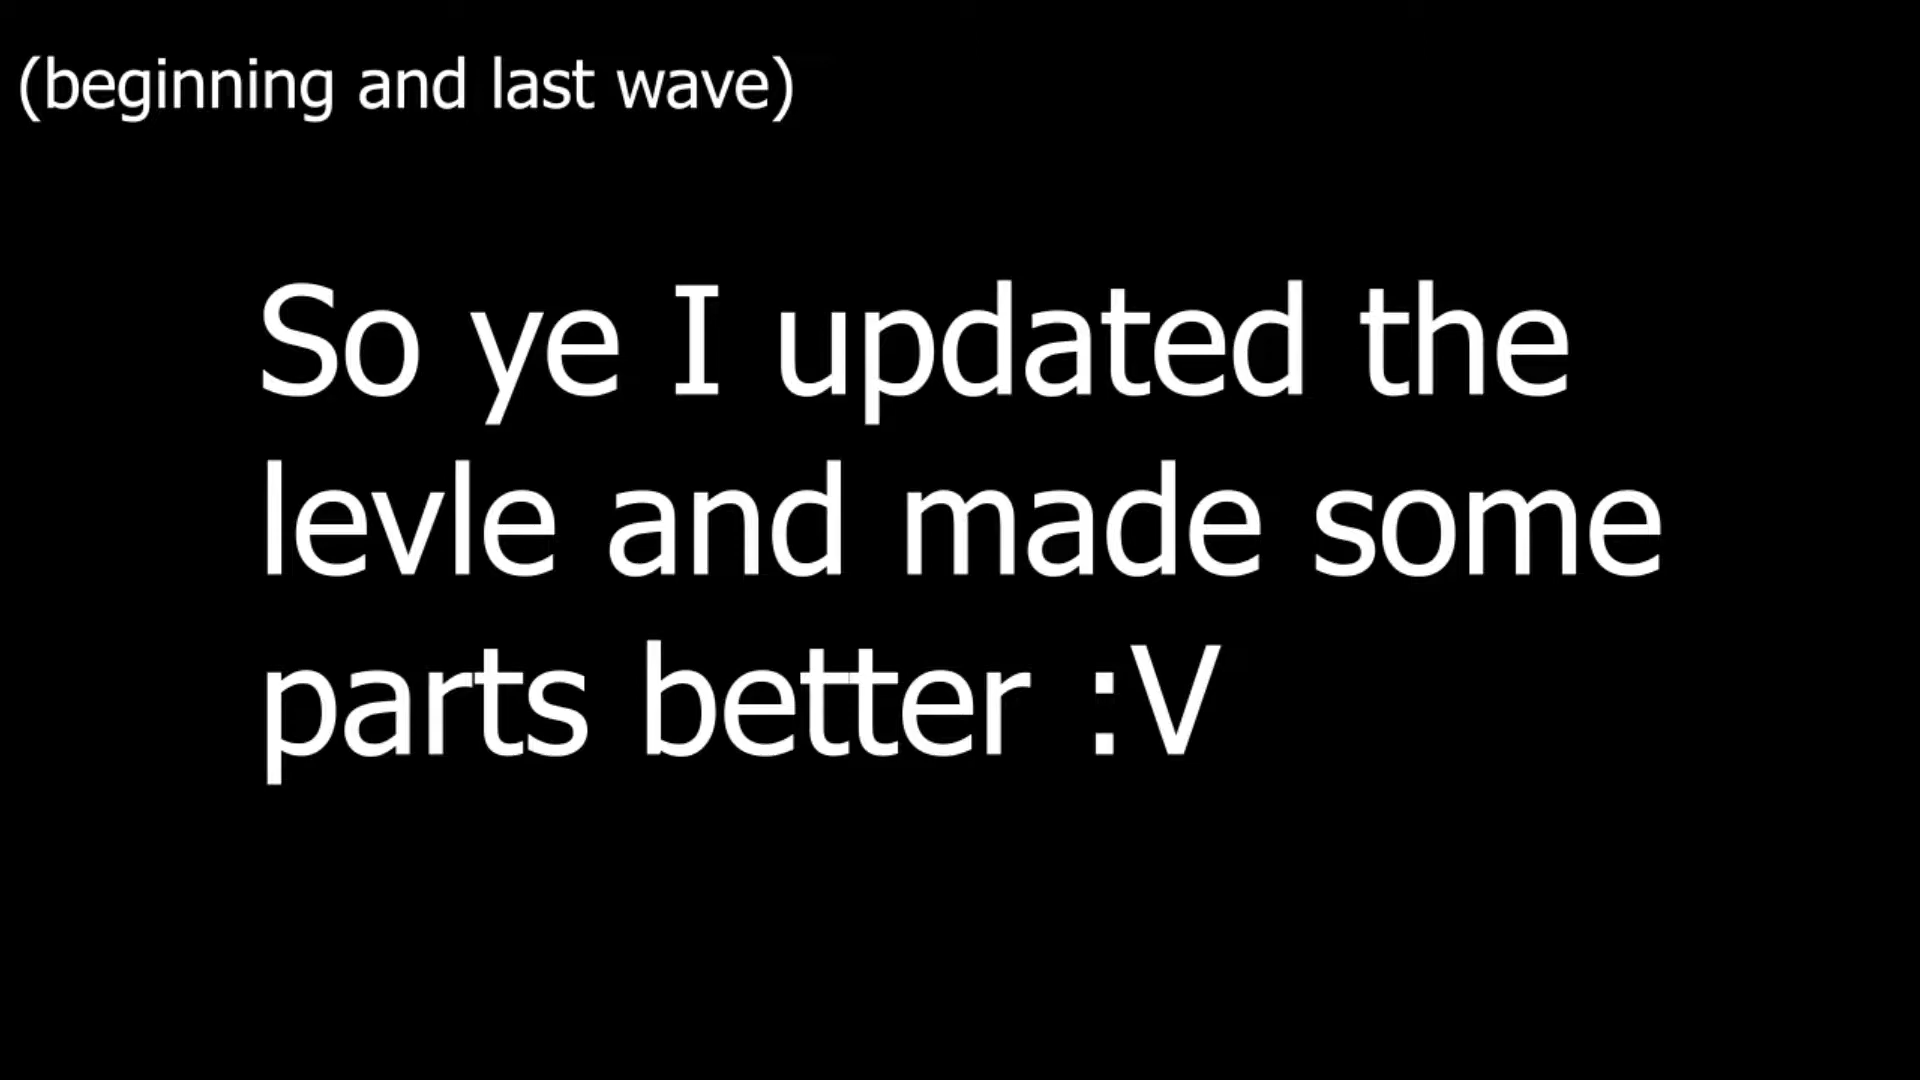 (beginning and last wave)
So ye I updated the
levle and made some
parts better :V